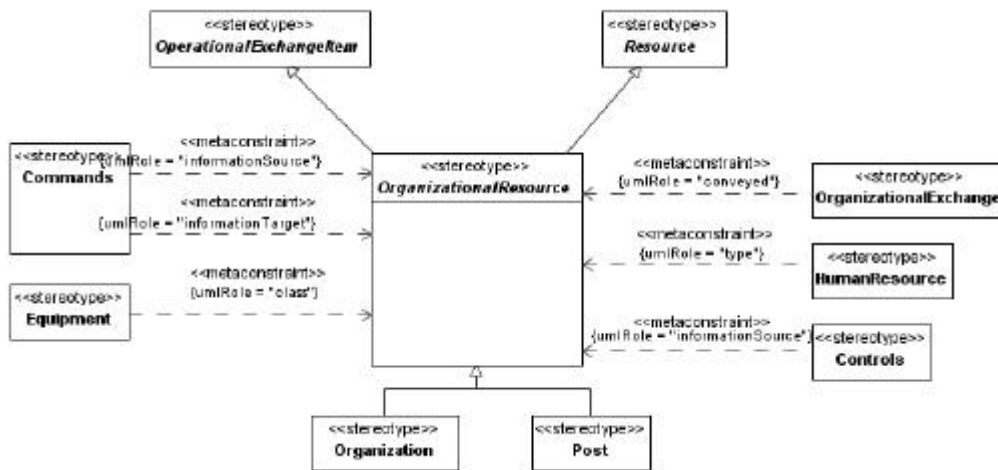 <<stereotype>>
OperationalExchangeItem
<<stereotype>>
Resource
<<metaconstraint>>
<<stereotype>>
{umlRole = "informationSource"}
Commands
<<metaconstraint>>
{umlRole = "informationTarget"}
<<metaconstraint>>
{umlRole = "class"}
<<stereotype>>
Equipment
<<stereotype>>
OrganizationalResource
<<metaconstraint>>
{umlRole = "conveyed"}
<<stereotype>>
OrganizationalExchange
<<metaconstraint>>
{umlRole = "type"}
<<stereotype>>
HumanResource
<<metaconstraint>>
{umlRole = "informationSource"}
<<stereotype>>
Controls
<<stereotype>>
Organization
<<stereotype>>
Post